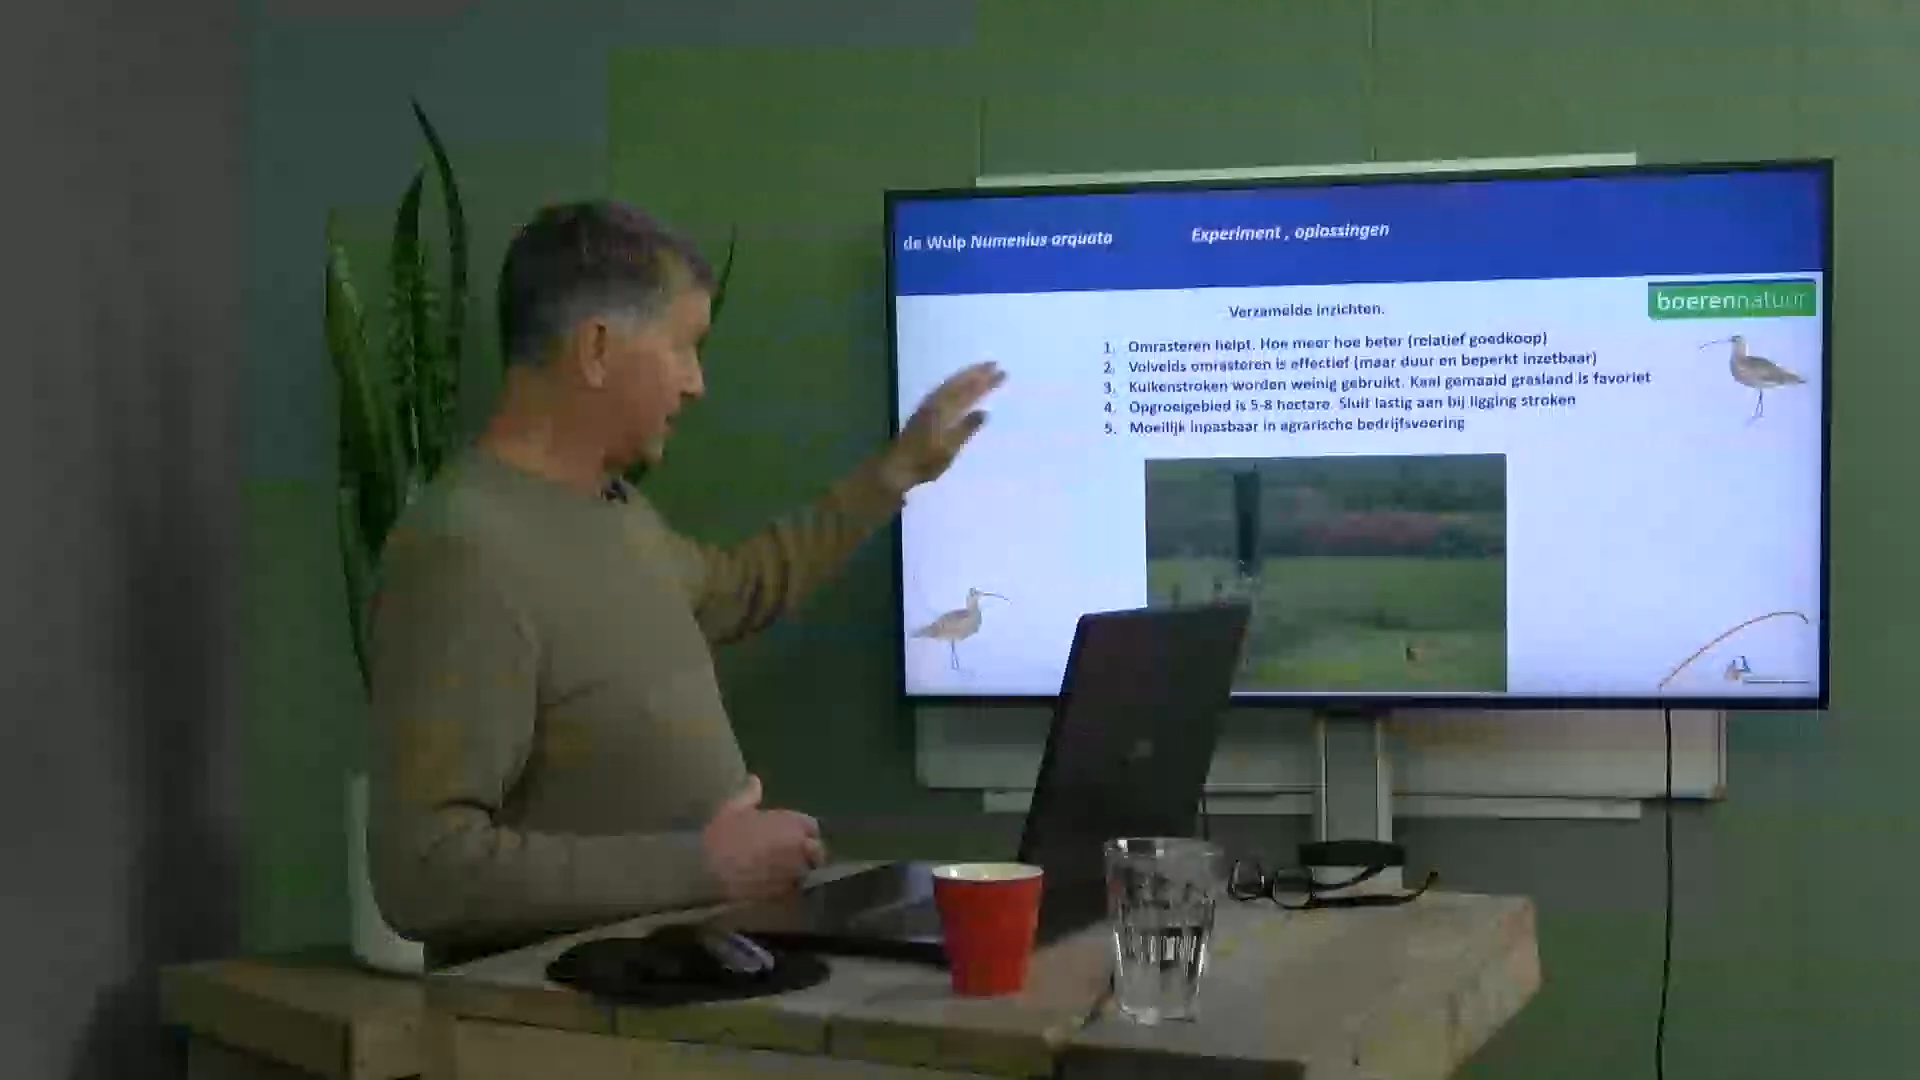 de Wulp Numenius arquata
Experiment , oplossingen
boerennatuur
Verzamelde inzichten.
1. Omrasteren helpt. Hoe meer hoe beter (relatief goedkoop)
2. Volvelds omrasteren is effectief (maar duur en beperkt inzetbaar)
3. Kuikenstroken worden weinig gebruikt. Kaal gemaaid grasland is favoriet
4. Opgroeigebied is 5-8 hectare. Sluit lastig aan bij ligging stroken
5. Moeilijk inpasbaar in agrarische bedrijfsvoering